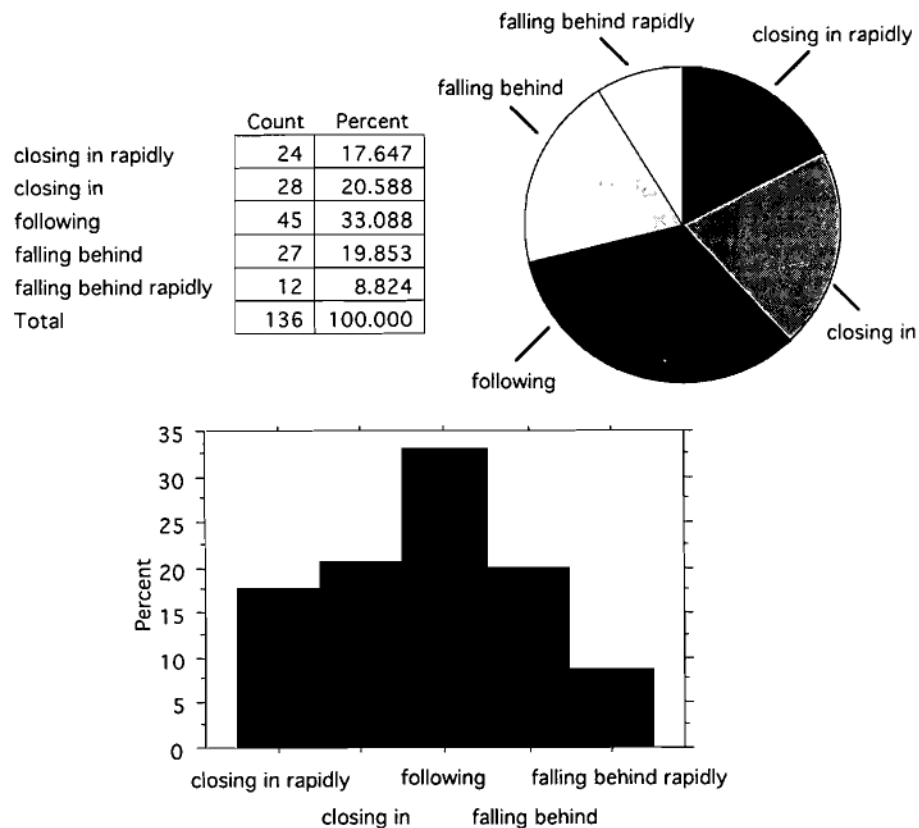 Count Percent
closing in rapidly 24 17.647
closing in 28 20.588
following 45 33.088
falling behind 27 19.853
falling behind rapidly 12 8.824
Total 136 100.000
falling behind rapidly
closing in rapidly
falling behind
closing in
following
35
30
25
20
15
10
5
0
Percent
closing in rapidly following falling behind rapidly
closing in falling behind